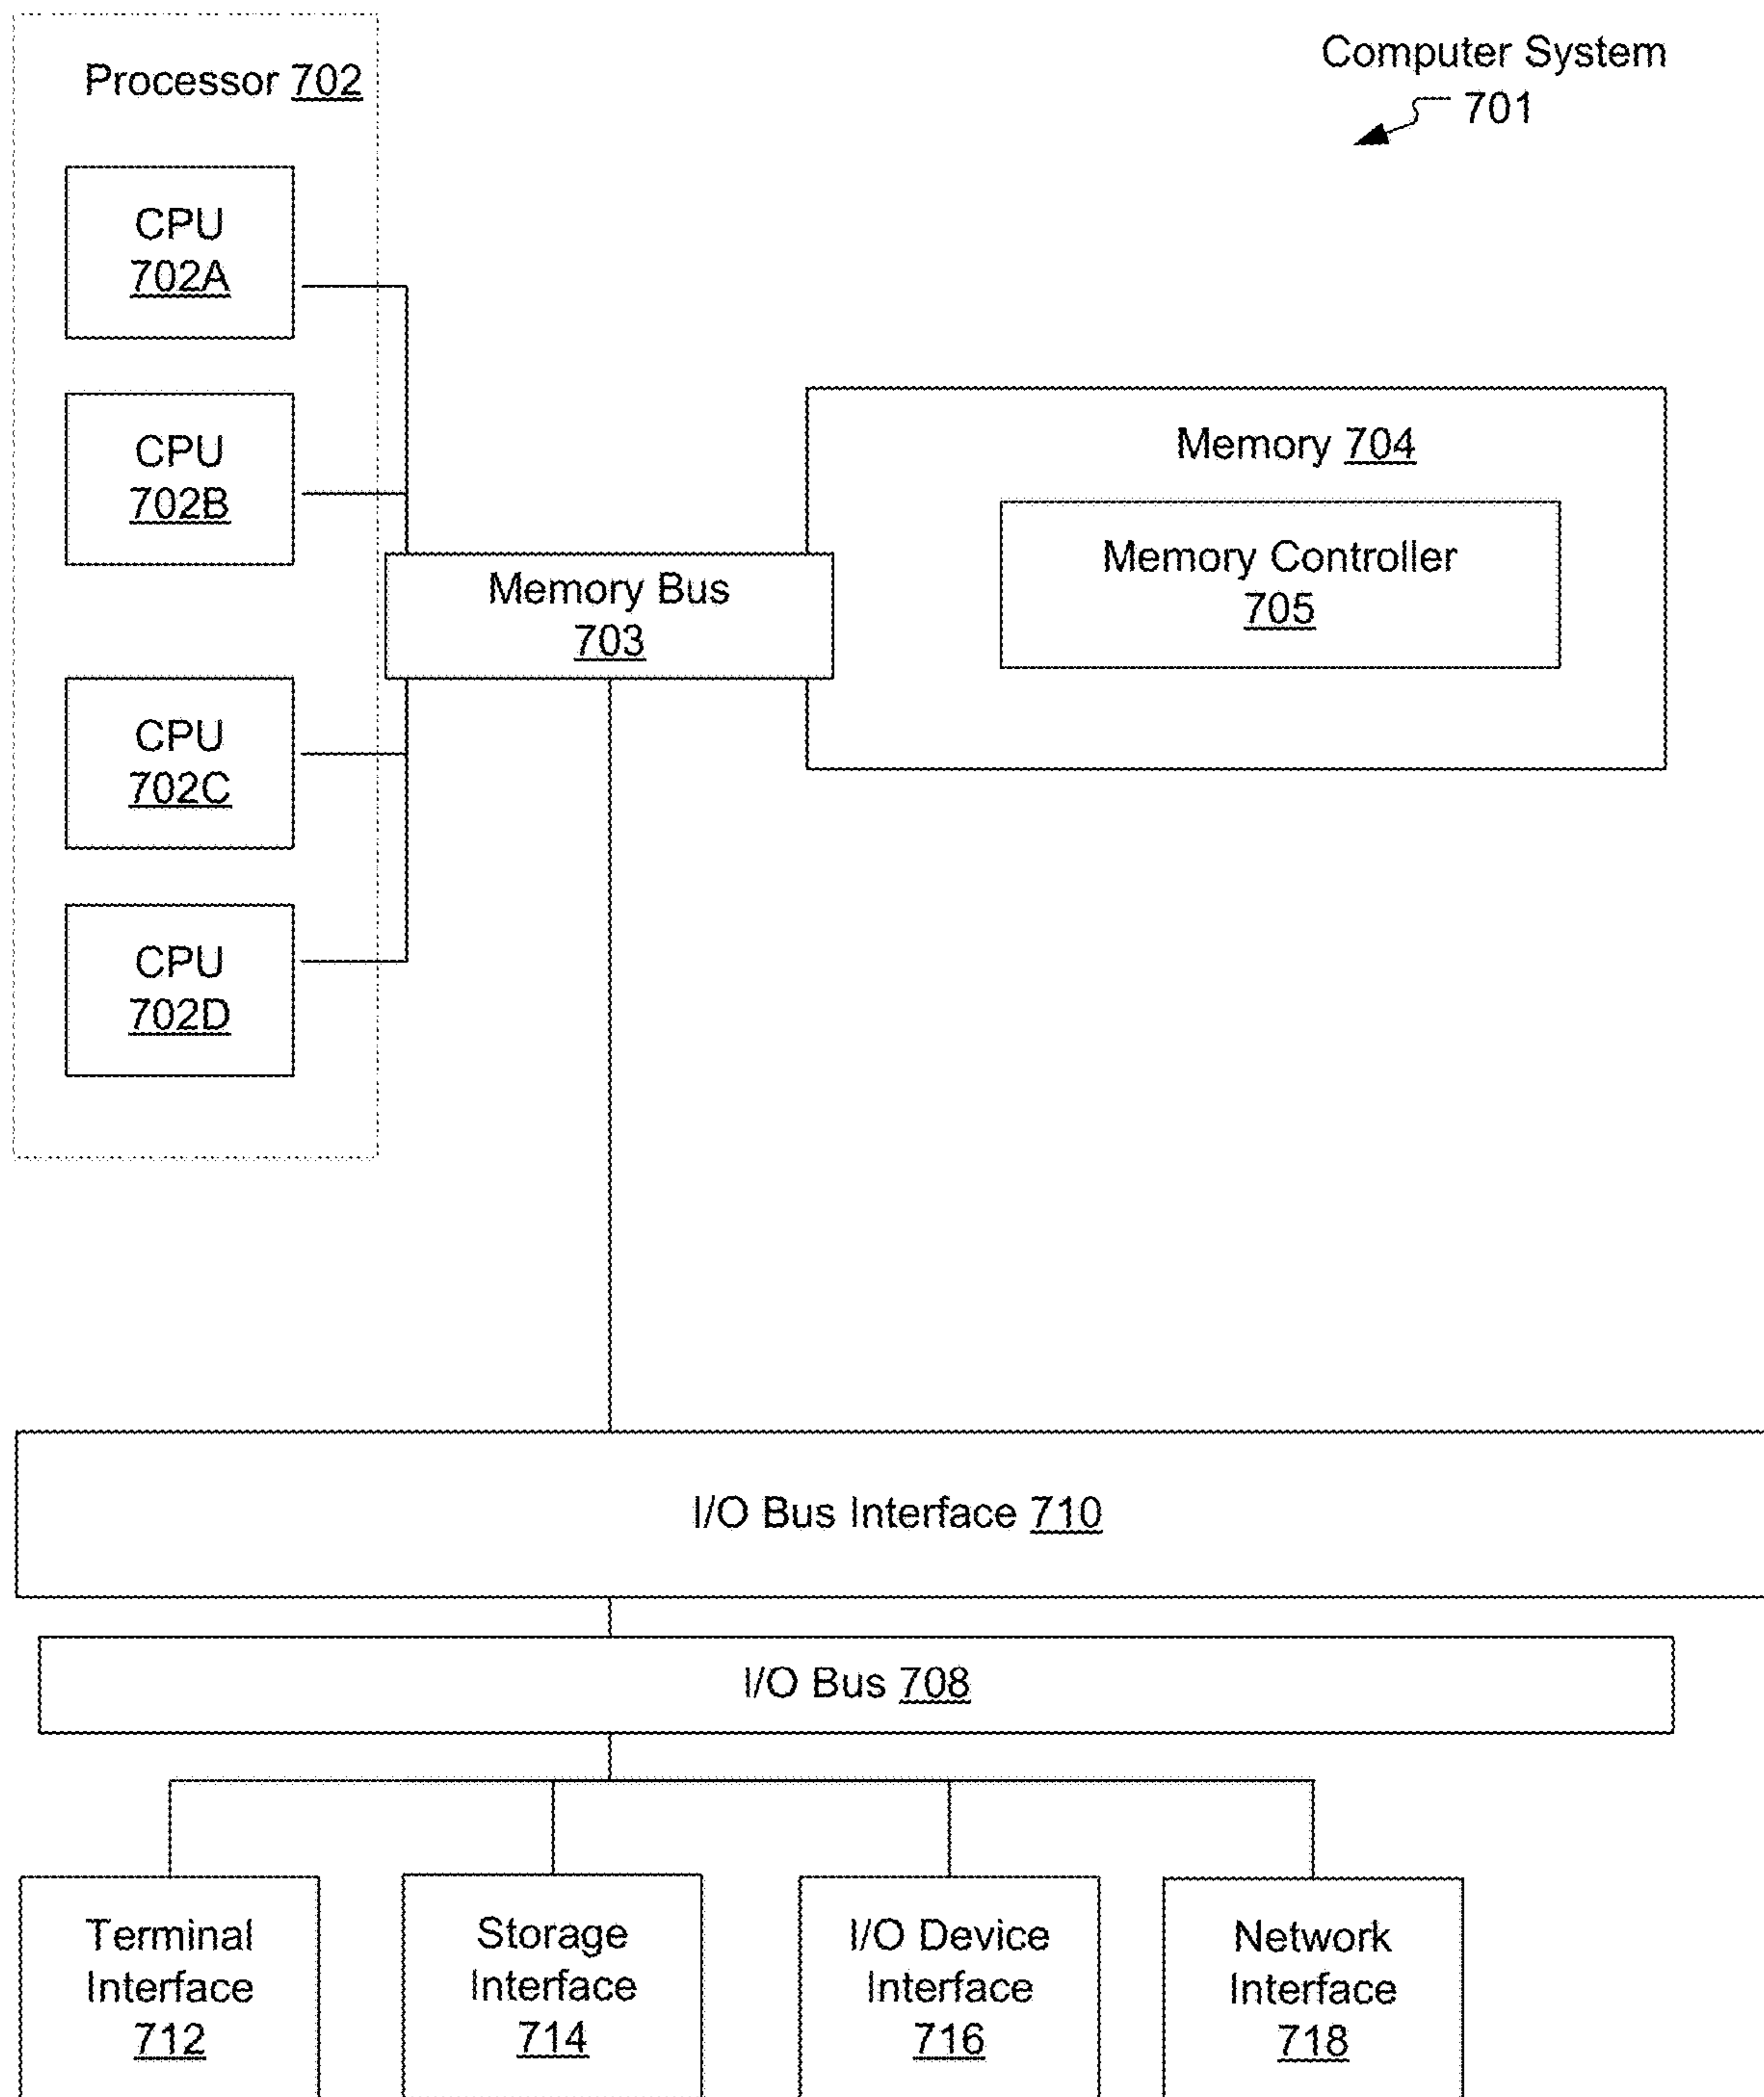 Computer System
701
Processor 702
CPU
702A
CPU
702B
CPU
702C
CPU
702D
Memory Bus
703
Memory 704
Memory Controller
705
I/O Bus Interface 710
I/O Bus 708
Terminal
Interface
712
Storage
Interface
714
I/O Device
Interface
716
Network
Interface
718